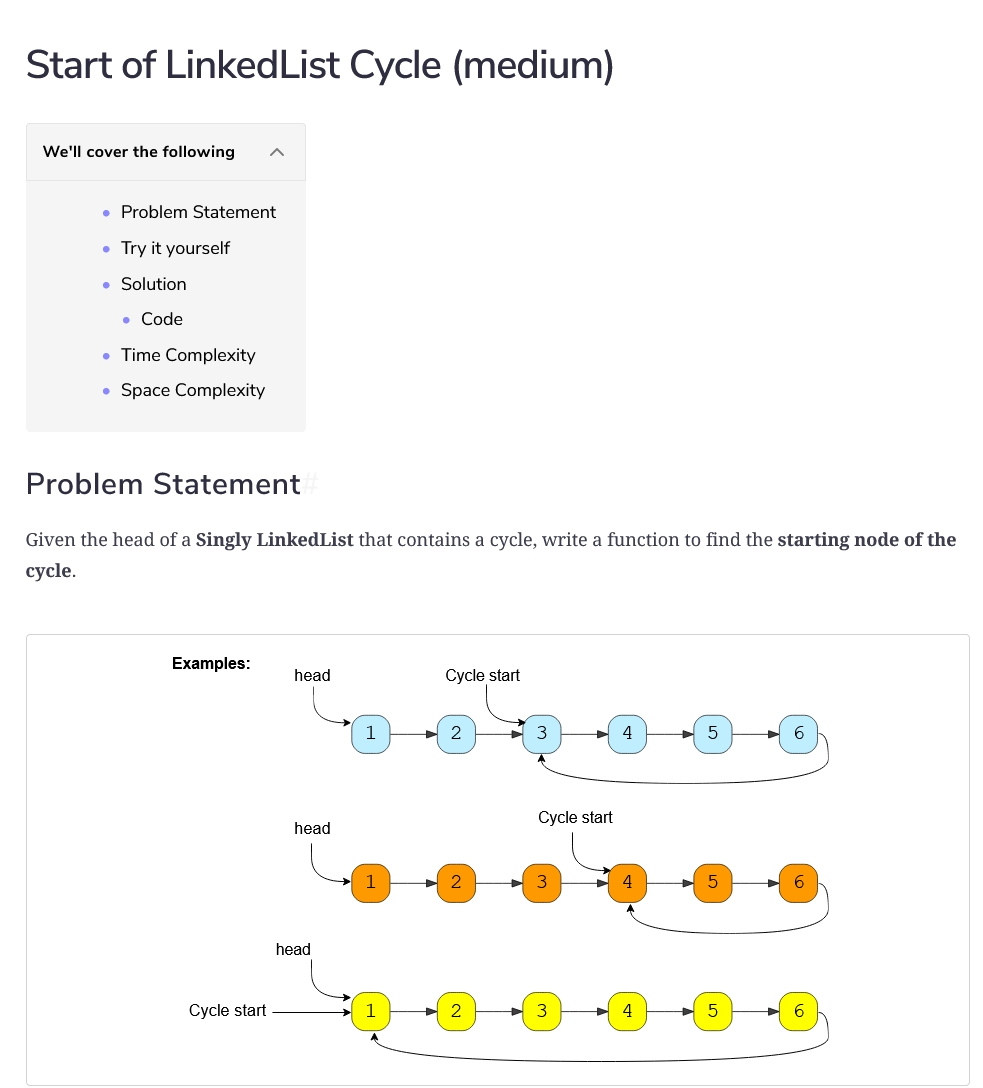 Start of LinkedList Cycle (medium)
We'll cover the following
Problem Statement
Try it yourself
Solution
Code
Time Complexity
Space Complexity
Problem Statement#
Given the head of a Singly LinkedList that contains a cycle, write a function to find the starting node of the
cycle.
Examples:
head
Cycle start
1 2 3 4 5 6
Cycle start
head
1 2 3 4 5 6
head
Cycle start
1 2 3 4 5 6